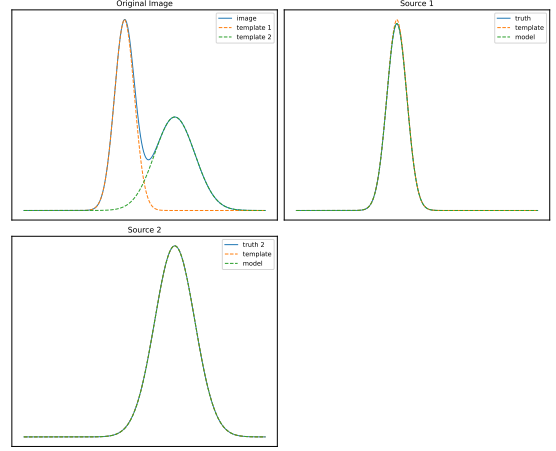 Original Image
image
template 1
template 2
Source 1
truth
template
model
Source 2
truth 2
template
model